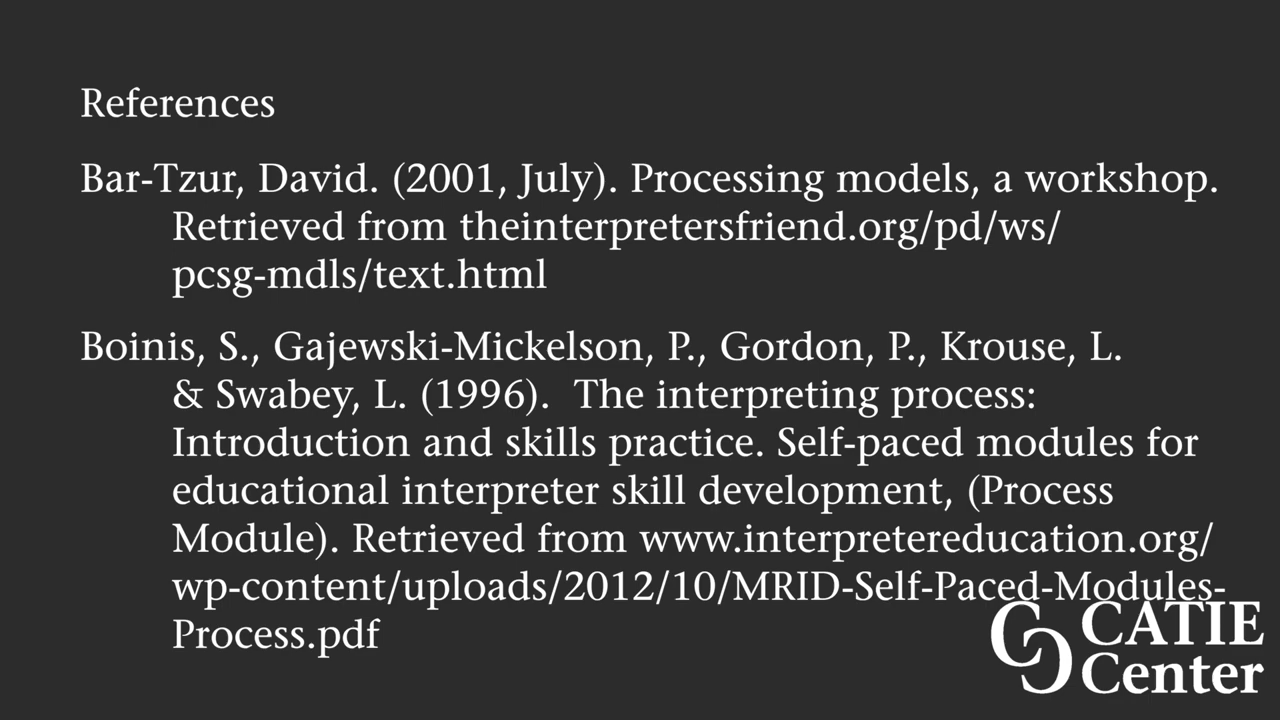 References
Bar-Tzur, David. (2001, July). Processing models, a workshop.
Retrieved from theinterpretersfriend.org/pd/ws/
pcsg-mdls/text.html
Boinis, S., Gajewski-Mickelson, P., Gordon, P., Krouse, L.
& Swabey, L. (1996).  The interpreting process:
Introduction and skills practice. Self-paced modules for
educational interpreter skill development, (Process
Module). Retrieved from www.interpretereducation.org/
wp-content/uploads/2012/10/MRID-Self-Paced-Modules-
Process.pdf
CATIE
Center